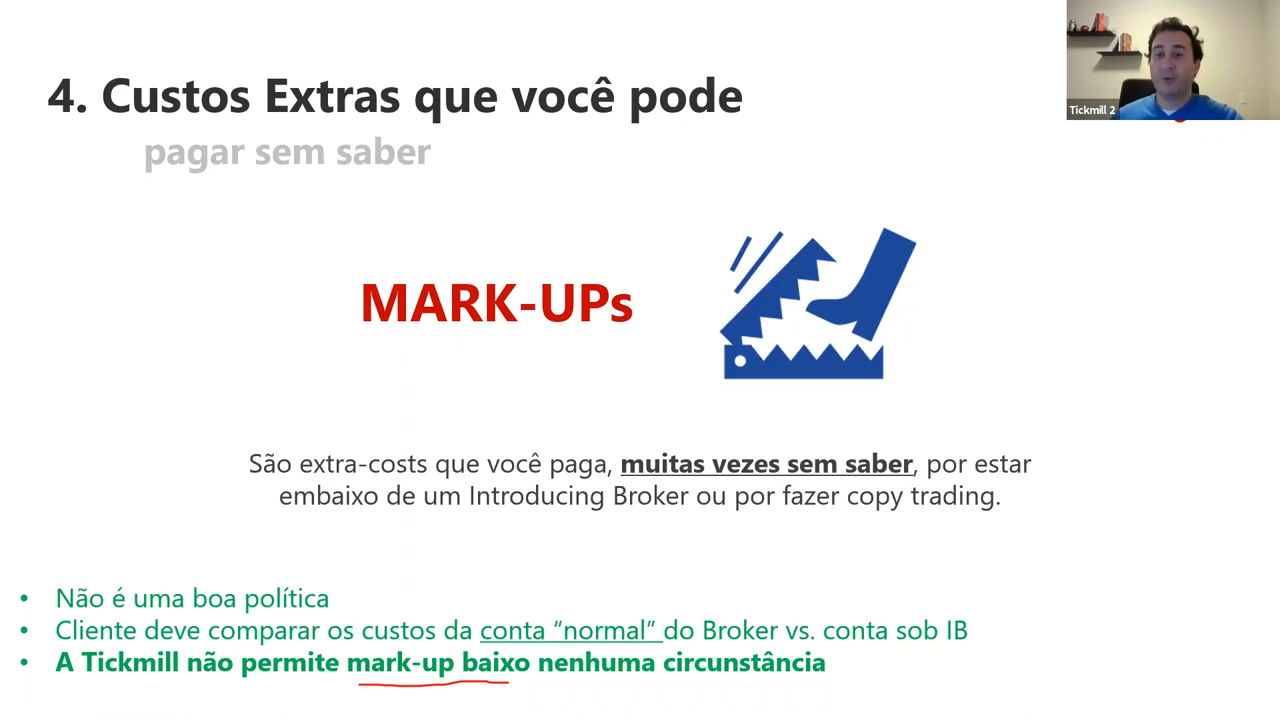 4. Custos Extras que você pode
pagar sem saber
Tickmill 2
MARK-UPs
São extra-costs que você paga, muitas vezes sem saber, por estar
embaixo de um Introducing Broker ou por fazer copy trading.
• Não é uma boa política
• Cliente deve comparar os custos da conta “normal” do Broker vs. conta sob IB
• A Tickmill não permite mark-up baixo nenhuma circunstância